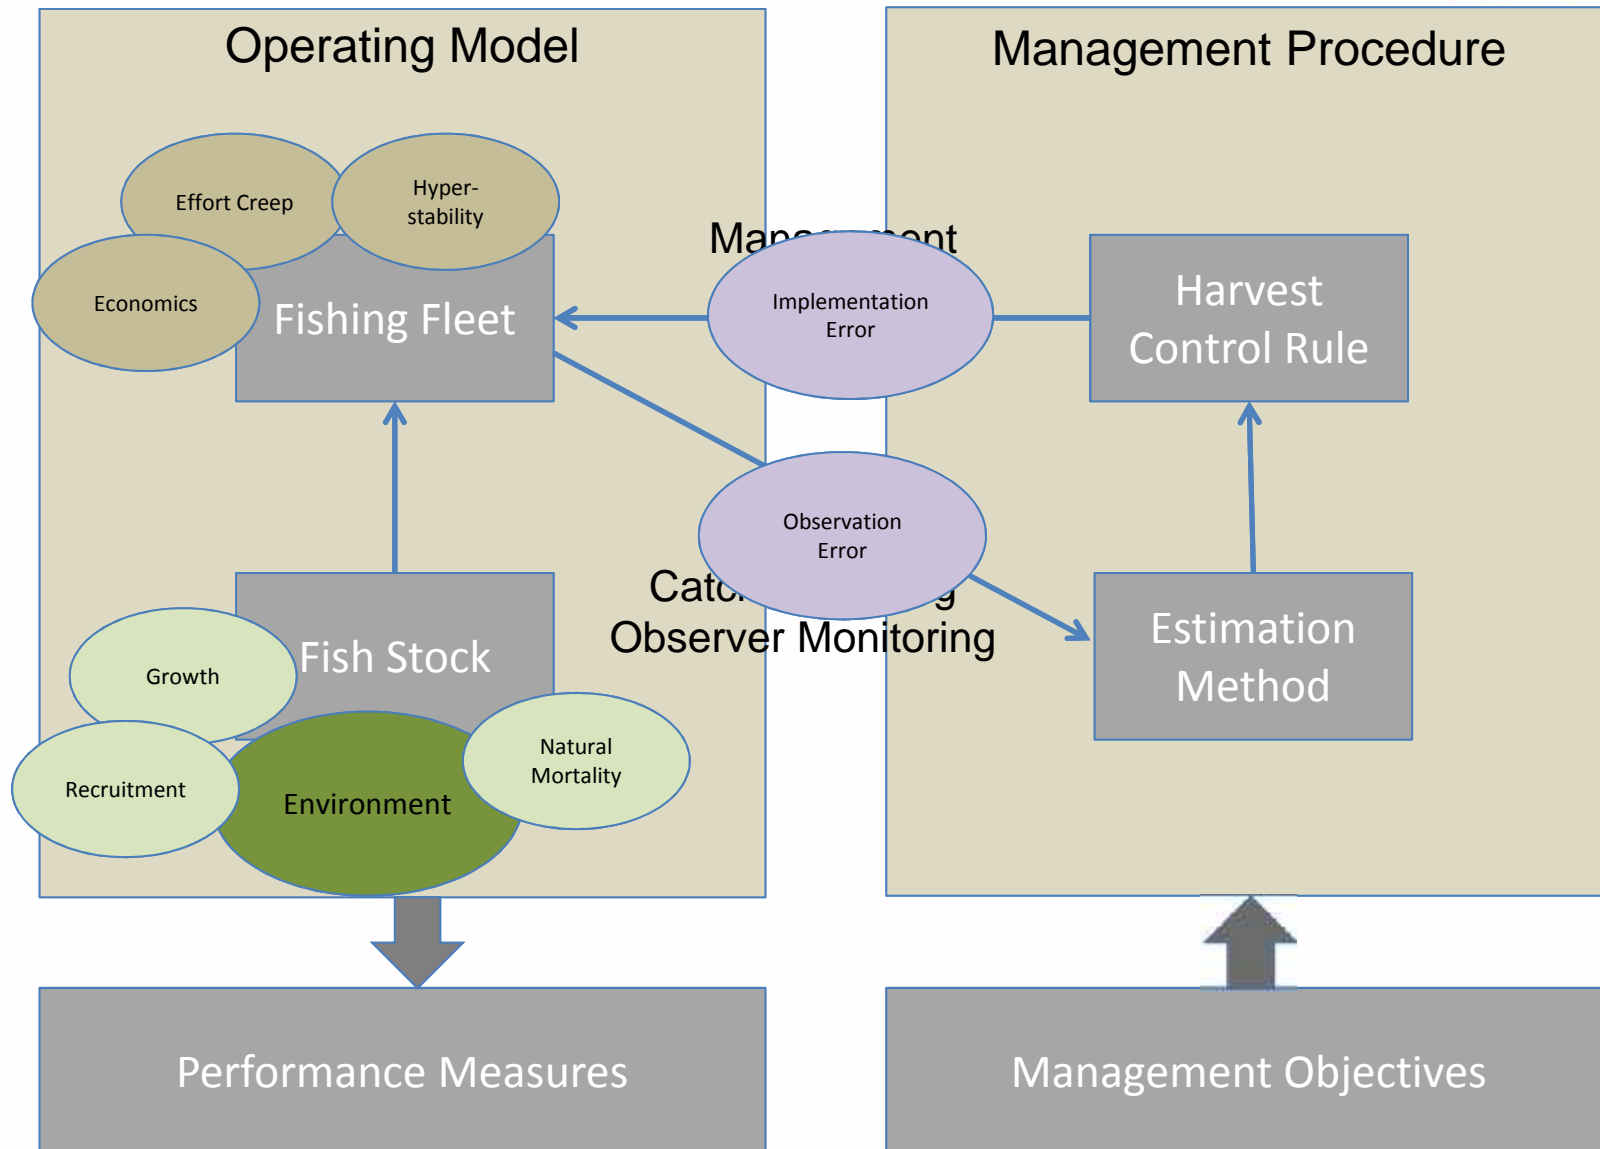 Operating Model
Management Procedure
Effort Creep
Hyper-
stability
Economics
Fishing Fleet
Management
Implementation
Error
Harvest
Control Rule
Observation
Error
Observer Monitoring
Fish Stock
Growth
Recruitment
Environment
Natural
Mortality
Estimation
Method
Performance Measures
Management Objectives